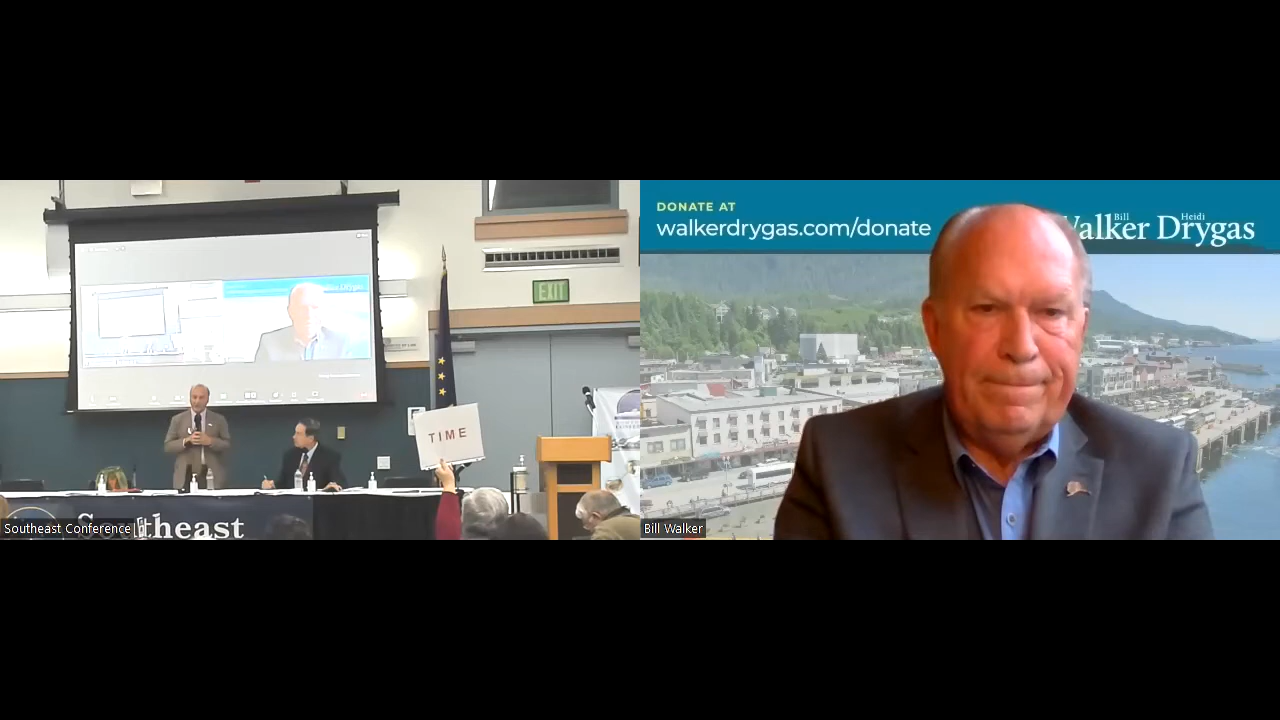 DONATE AT
walkerdrygas.com/donate
Bill Heidi
Walker Drygas
EXIT
TIME
Southeast
Southeast Conference
Bill Walker